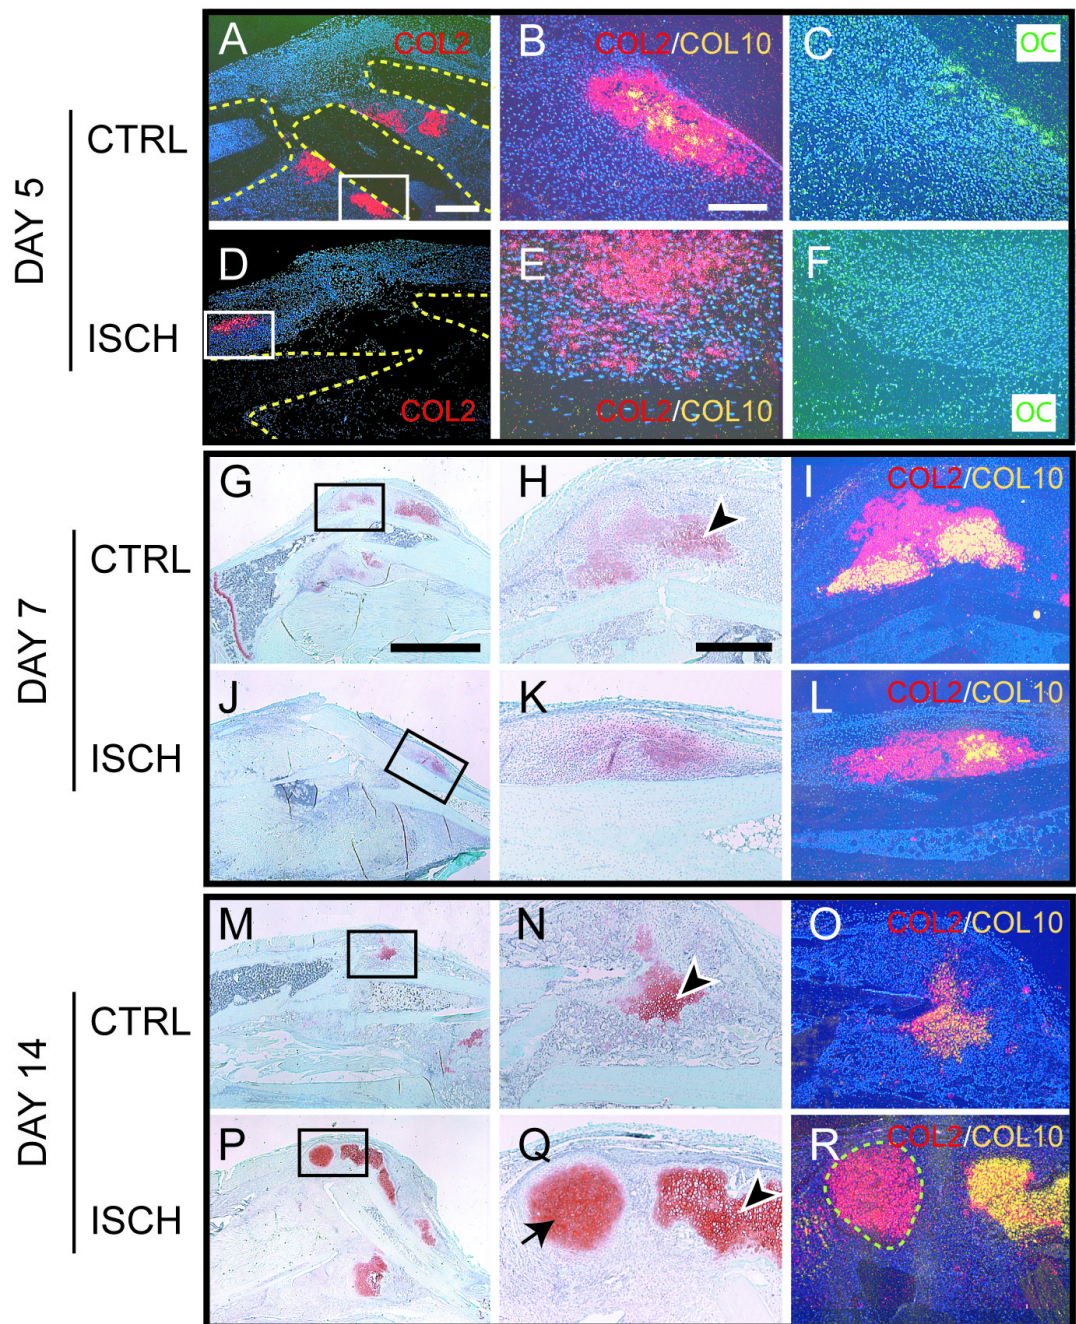 DAY 5
CTRL
A COL2
B COL2/COL10
C OC
ISCH
D COL2
E COL2/COL10
F OC
DAY 7
CTRL
G
H
I COL2/COL10
ISCH
J
K
L COL2/COL10
DAY 14
CTRL
M
N
O COL2/COL10
ISCH
P
Q
R COL2/COL10